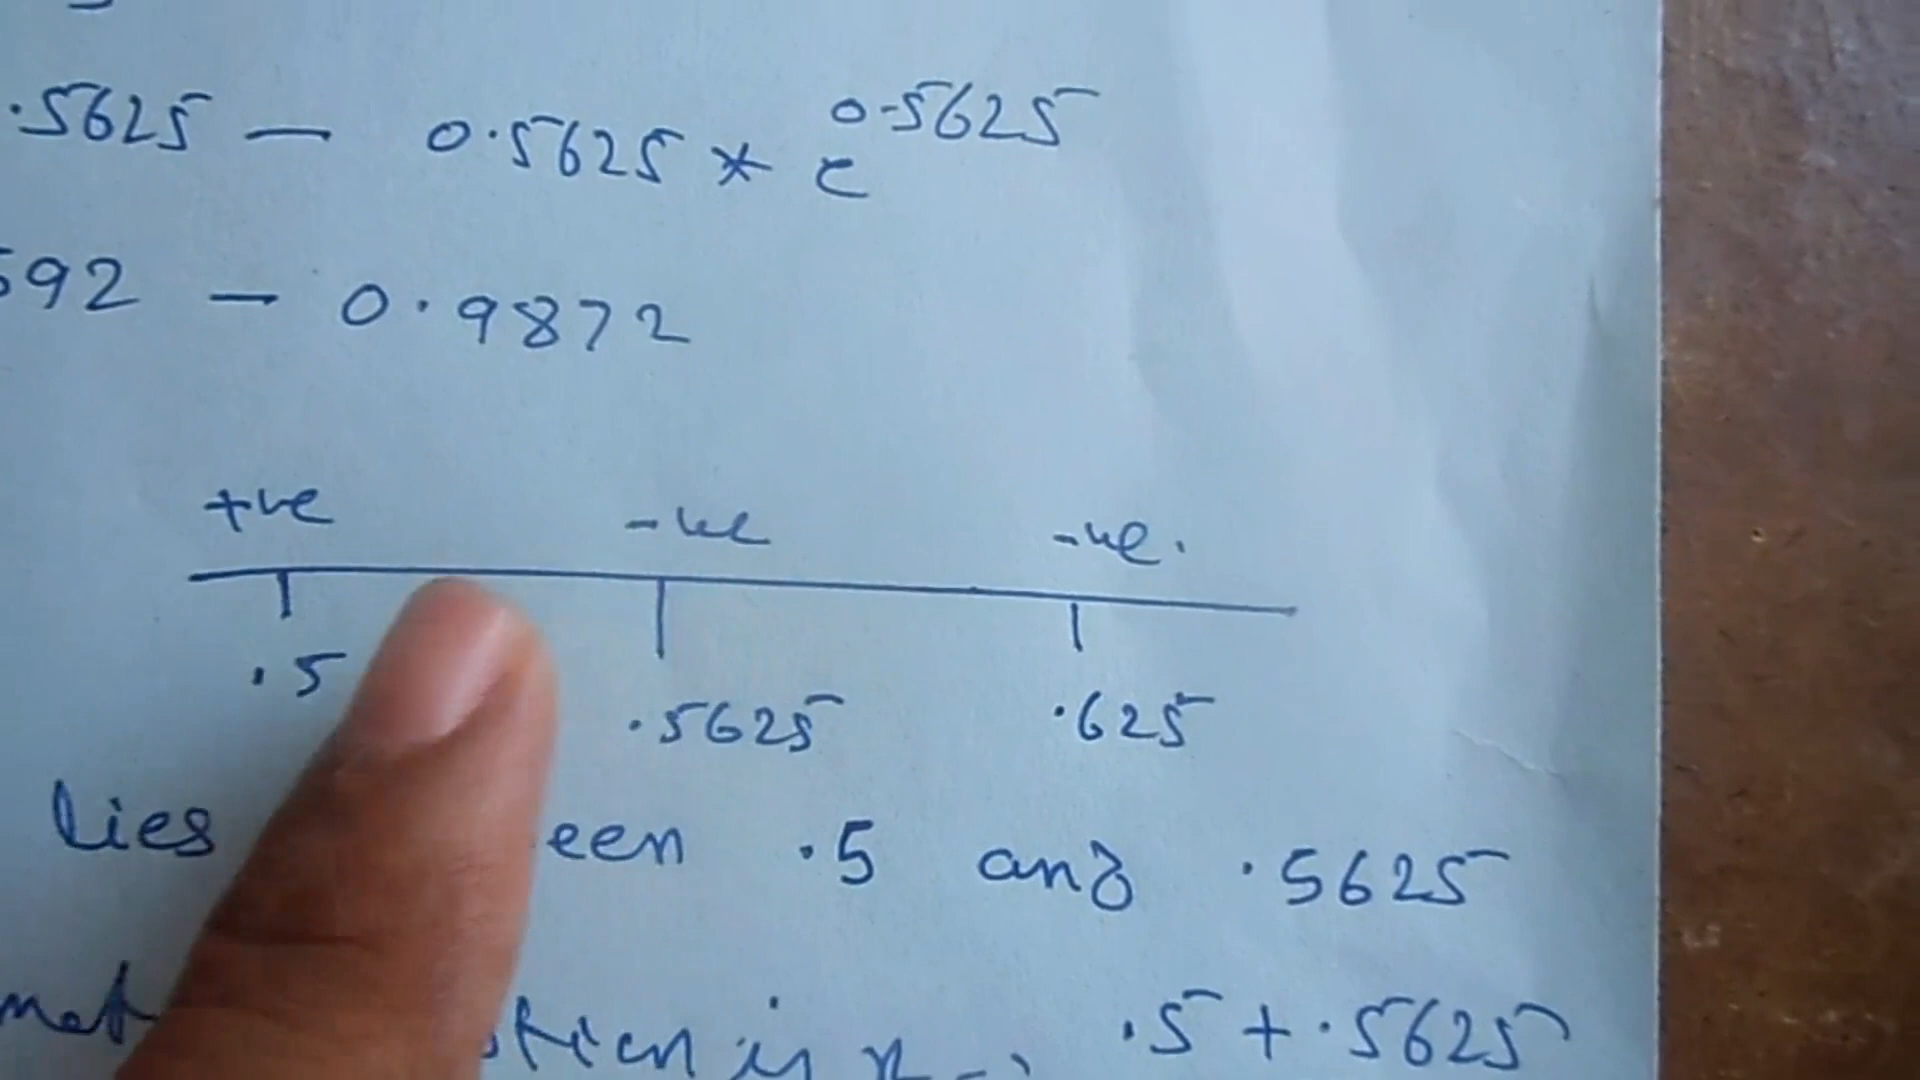 .5625 — 0.5625 * e^0.5625
592 — 0.9872
+ve -ve -ve.
.5 .5625 .625
lies een .5 and .5625
.5 + .5625